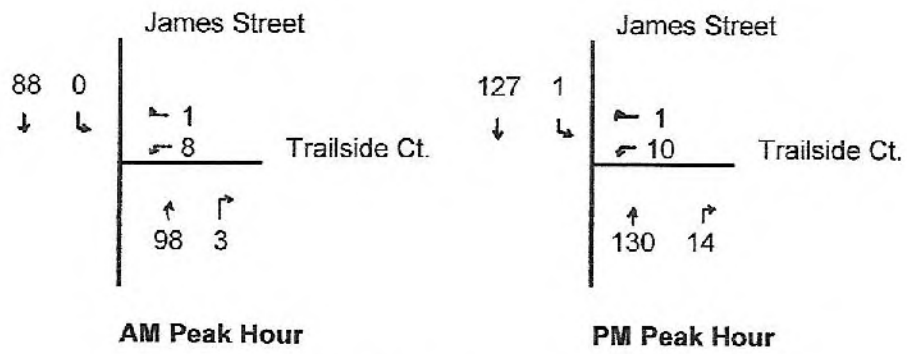 James Street
88 0
1
8
Trailside Ct.
98 3
AM Peak Hour
James Street
127 1
1
10
Trailside Ct.
130 14
PM Peak Hour